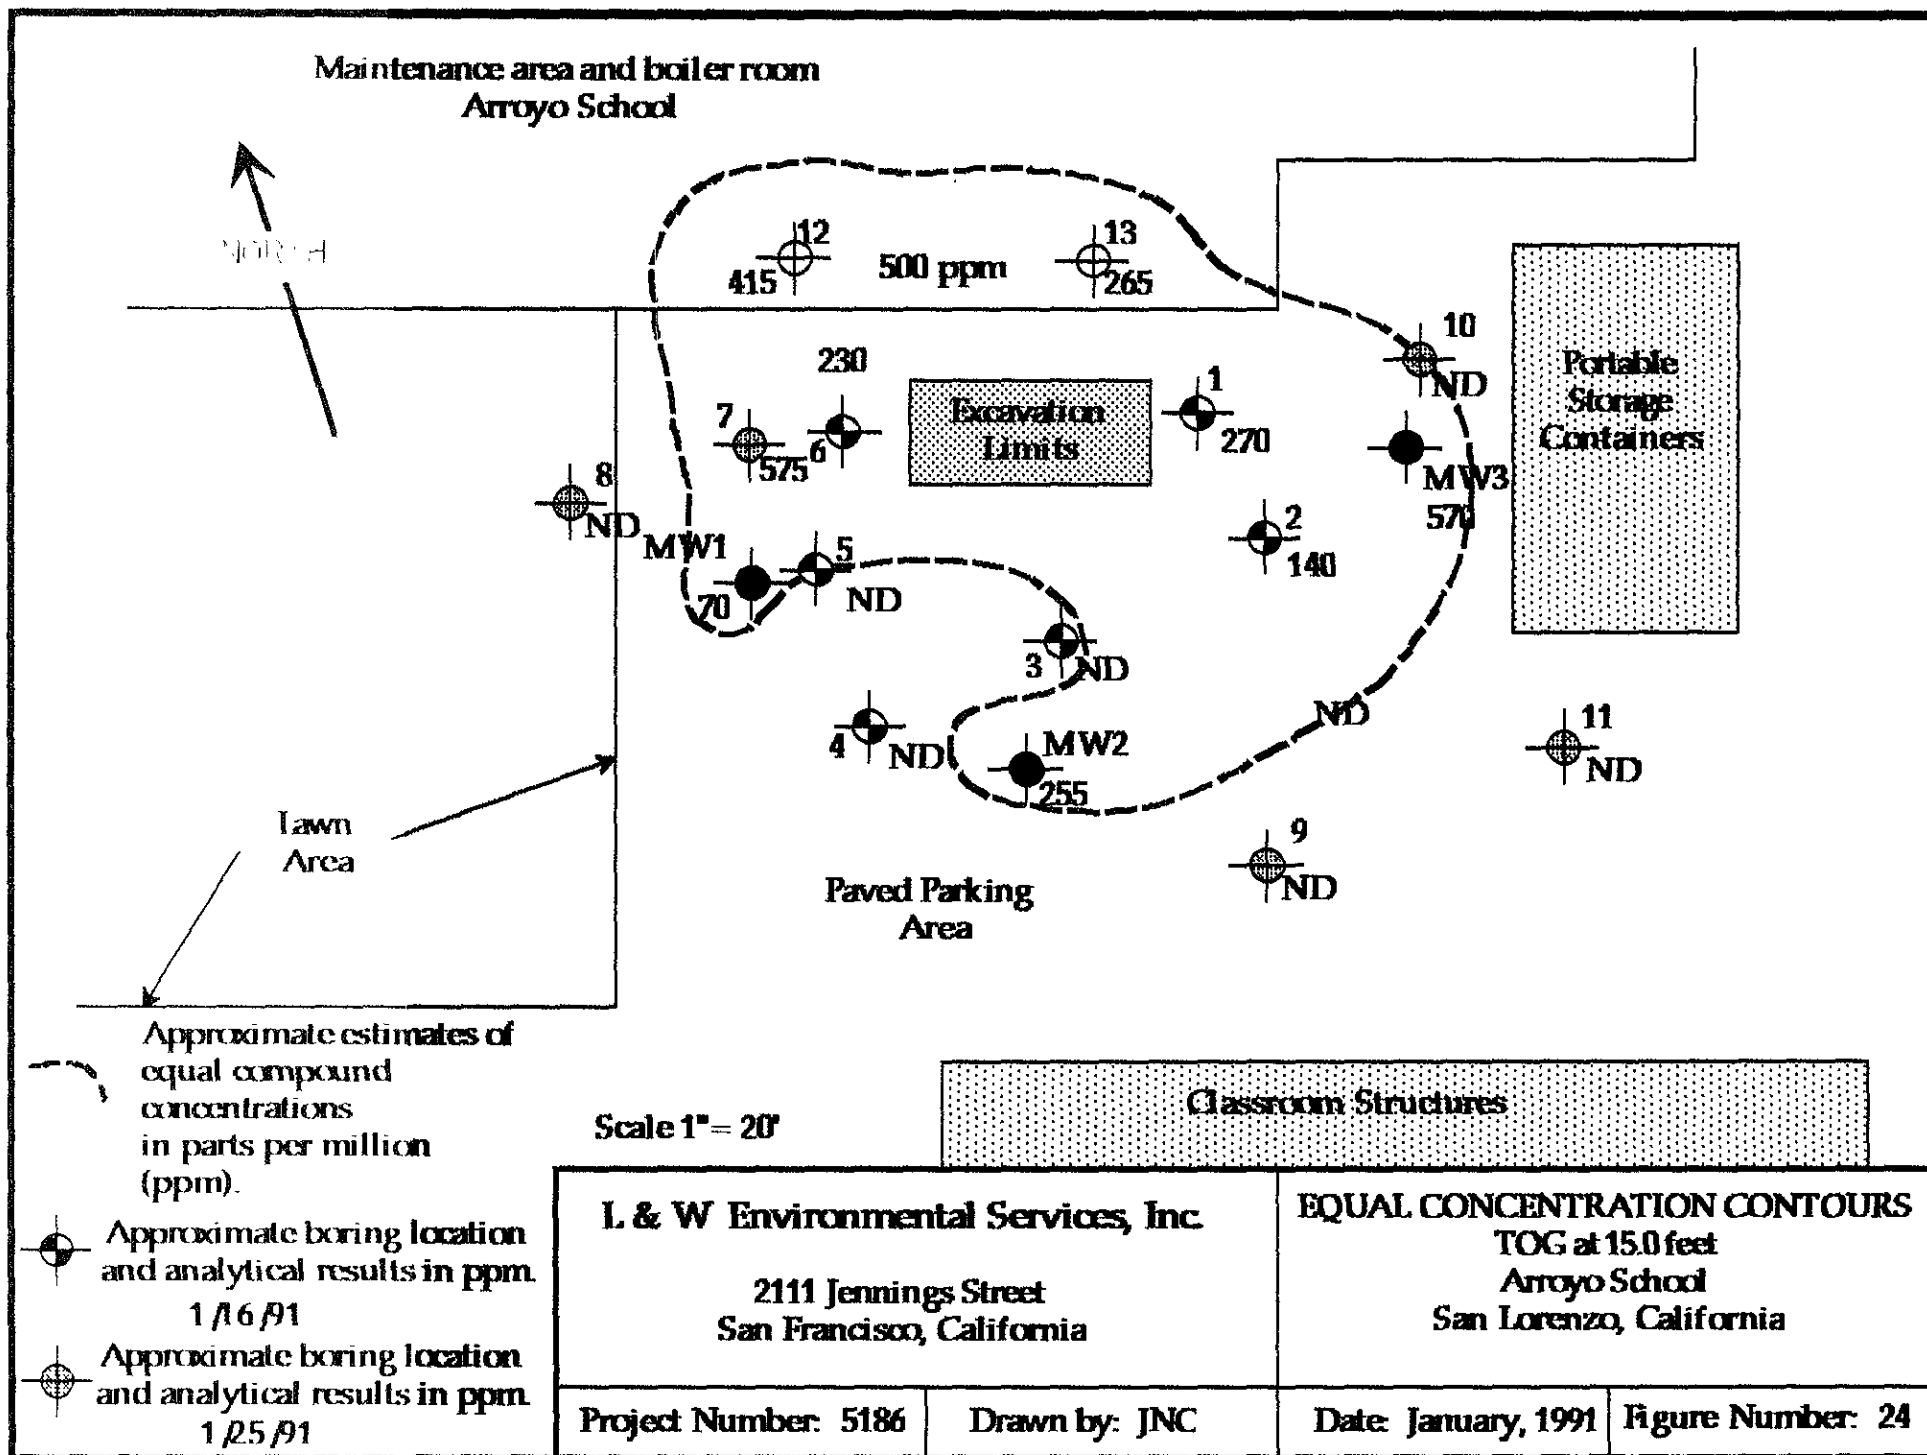 Maintenance area and boiler room
Arroyo School
12
415
500 ppm
13
265
10
ND
230
7
575
6
Excavation
Limits
1
270
Portable
Storage
Containers
8
ND
MW1
70
5
ND
2
140
MW3
570
3
ND
4
ND
MW2
255
ND
11
ND
9
ND
Lawn
Area
Paved Parking
Area
Approximate estimates of
equal compound
concentrations
in parts per million
(ppm).
Approximate boring location
and analytical results in ppm.
1/16/91
Approximate boring location
and analytical results in ppm.
1/25/91
Scale 1" = 20'
Classroom Structures
L & W Environmental Services, Inc.
2111 Jennings Street
San Francisco, California
EQUAL CONCENTRATION CONTOURS
TOG at 15.0 feet
Arroyo School
San Lorenzo, California
Project Number: 5186
Drawn by: JNC
Date: January, 1991
Figure Number: 24